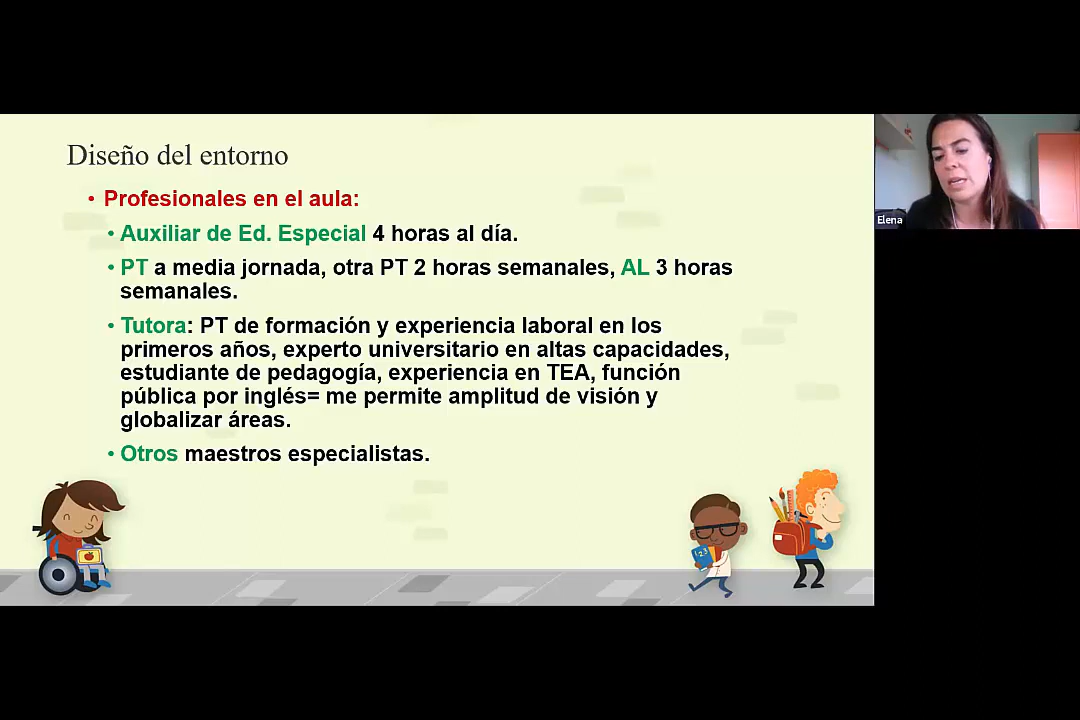 Diseño del entorno
• Profesionales en el aula:
• Auxiliar de Ed. Especial 4 horas al día.
• PT a media jornada, otra PT 2 horas semanales, AL 3 horas
semanales.
• Tutora: PT de formación y experiencia laboral en los
primeros años, experto universitario en altas capacidades,
estudiante de pedagogía, experiencia en TEA, función
pública por inglés= me permite amplitud de visión y
globalizar áreas.
• Otros maestros especialistas.
Elena
123